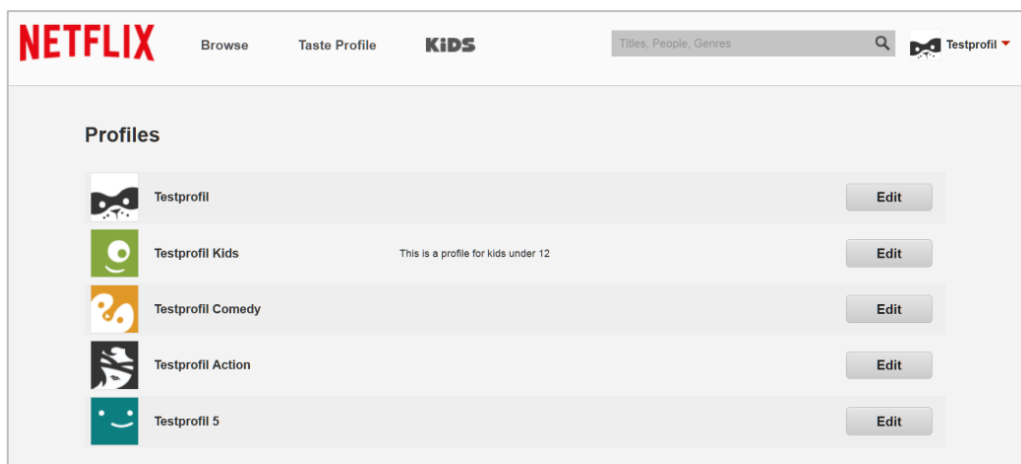 NETFLIX Browse Taste Profile KiDS Titles, People, Genres Testprofil
Profiles
Testprofil Edit
Testprofil Kids This is a profile for kids under 12 Edit
Testprofil Comedy Edit
Testprofil Action Edit
Testprofil 5 Edit